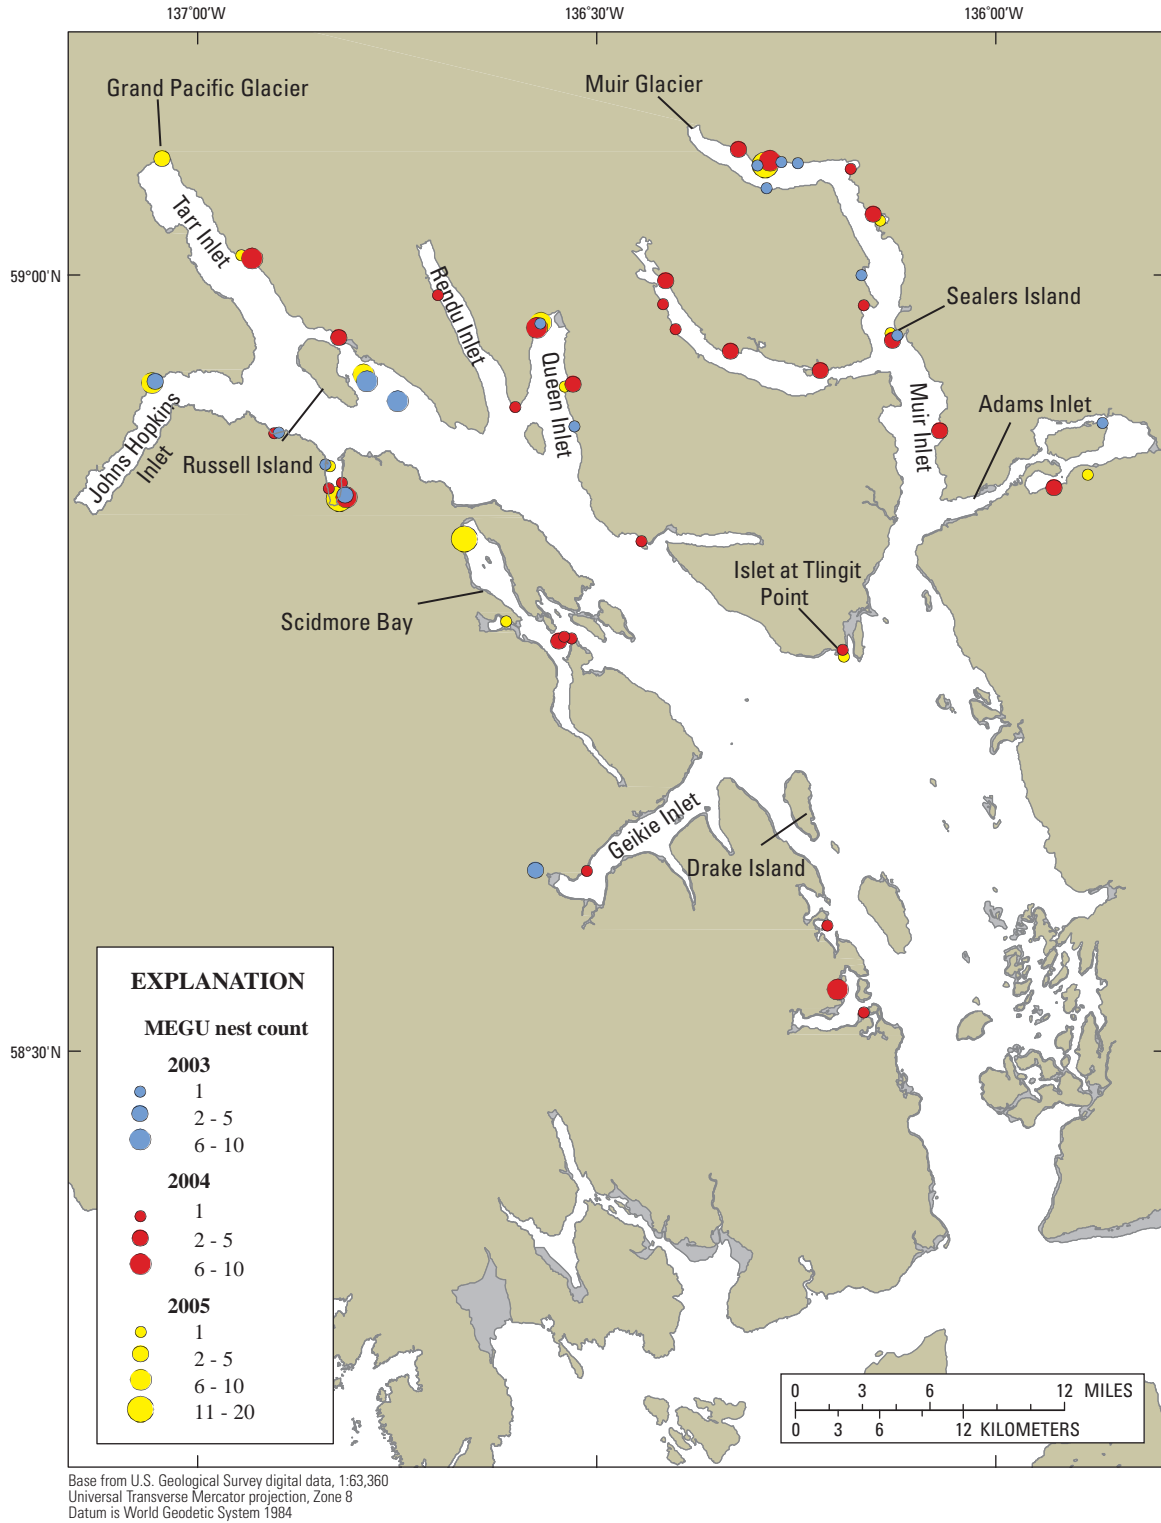 137°00'W
136°30'W
136°00'W
Grand Pacific Glacier
Muir Glacier
Tarr Inlet
59°00'N
Rendu Inlet
Sealers Island
Queen Inlet
Muir Inlet
Adams Inlet
Johns Hopkins
Inlet
Russell Island
Islet at Tlingit
Point
Scidmore Bay
Geikie Inlet
Drake Island
58°30'N
EXPLANATION
MEGU nest count
2003
1
2 - 5
6 - 10
2004
1
2 - 5
6 - 10
2005
1
2 - 5
6 - 10
11 - 20
0 3 6 12 MILES
0 3 6 12 KILOMETERS
Base from U.S. Geological Survey digital data, 1:63,360
Universal Transverse Mercator projection, Zone 8
Datum is World Geodetic System 1984